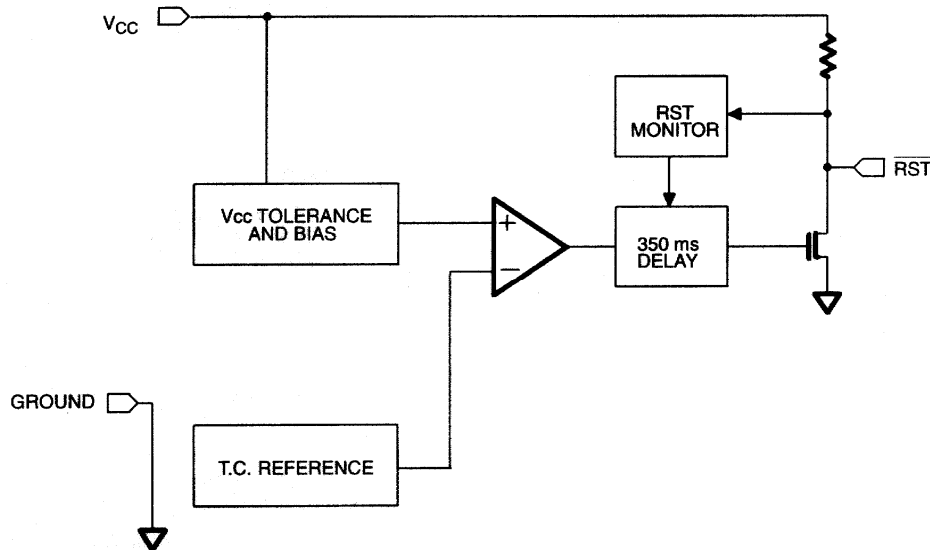 VCC
RST
MONITOR
RST
Vcc TOLERANCE
AND BIAS
+
−
350 ms
DELAY
GROUND
T.C. REFERENCE